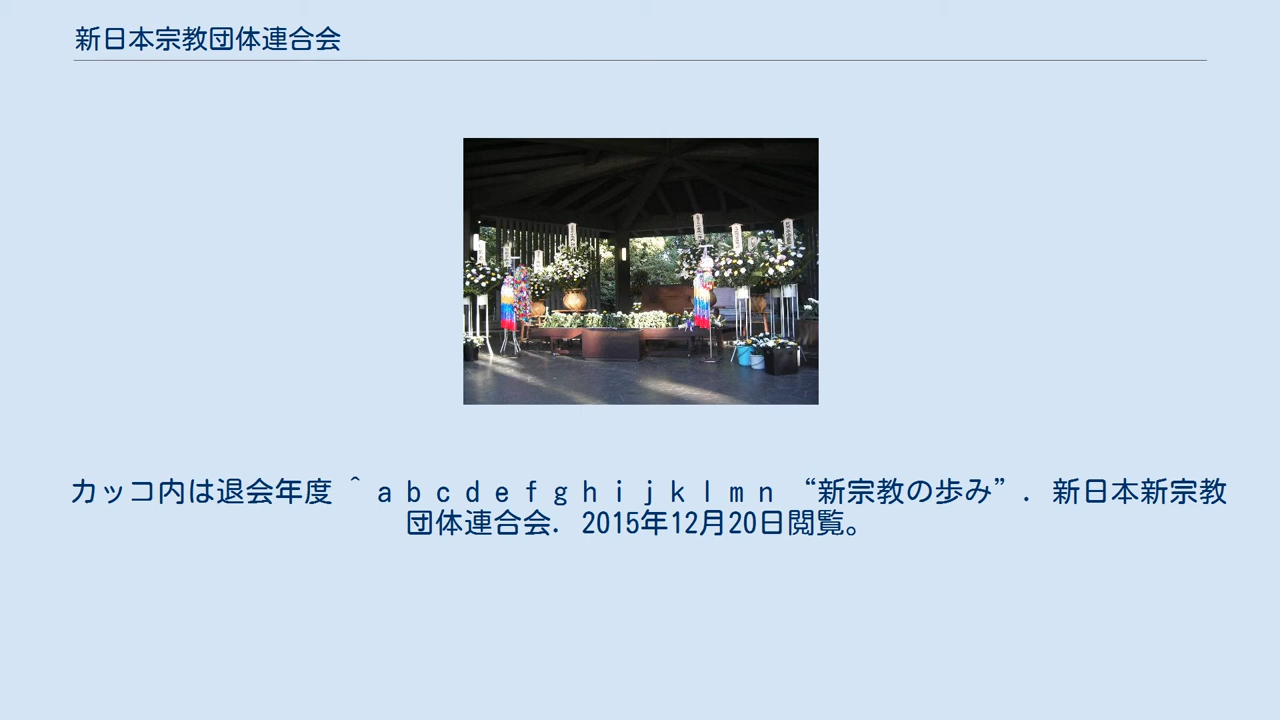 新日本宗教団体連合会
カッコ内は退会年度 ^ a b c d e f g h i j k l m n “新宗教の歩み”. 新日本新宗教
団体連合会. 2015年12月20日閲覧。